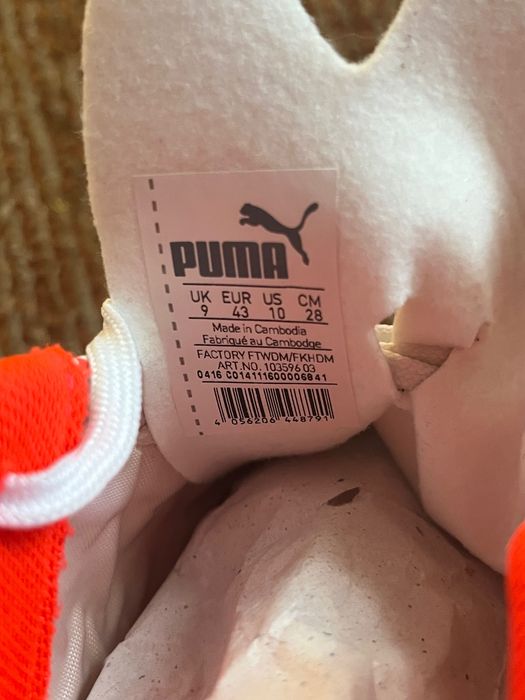 PUMA
UK EUR US CM
9 43 10 28
Made in Cambodia
Fabriqué au Cambodge
FACTORY FTWDM/FKHDM
ART.NO. 103596 03
0416 C01411160006841
4 056206 448791